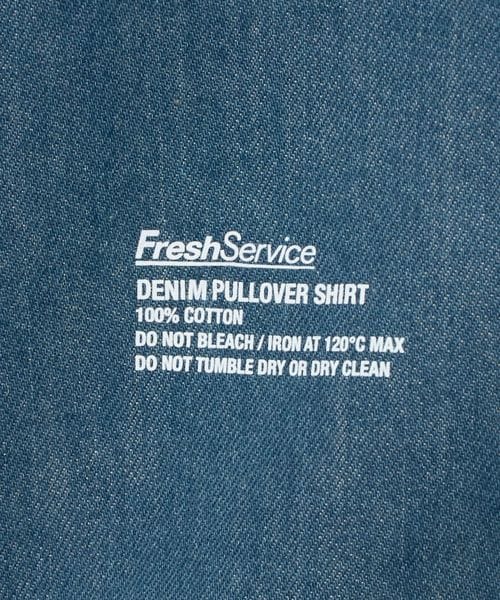 FreshService
DENIM PULLOVER SHIRT
100% COTTON
DO NOT BLEACH / IRON AT 120°C MAX
DO NOT TUMBLE DRY OR DRY CLEAN